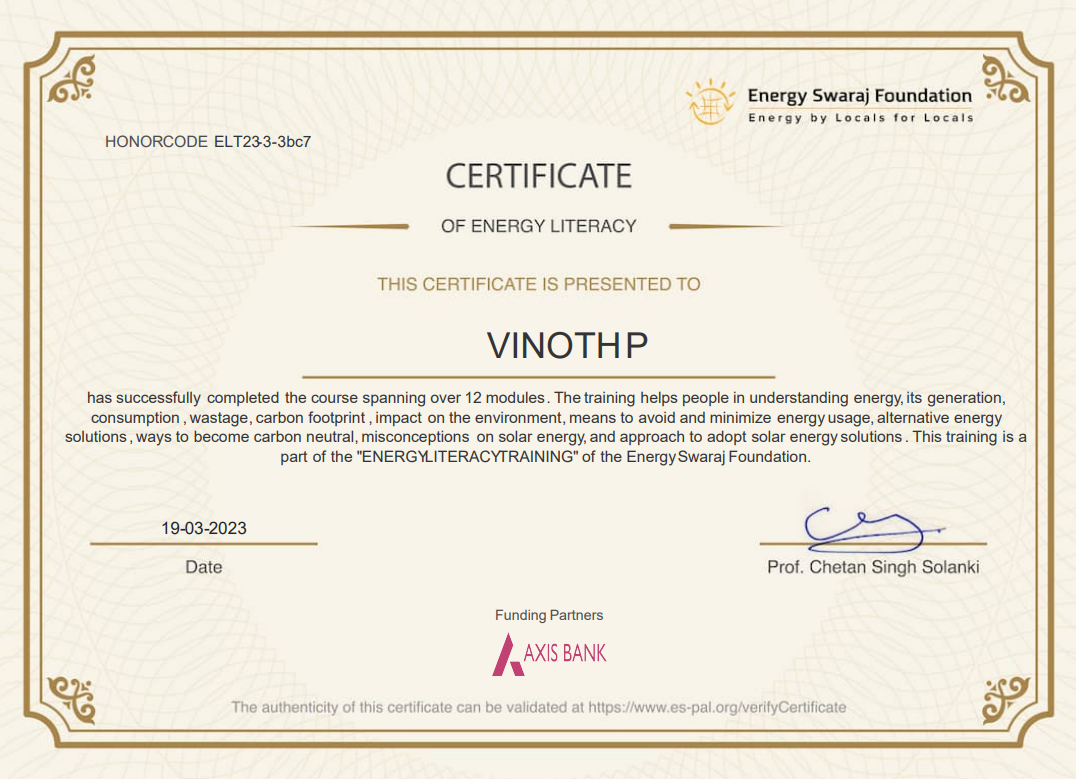 Energy Swaraj Foundation
Energy by Locals for Locals
HONORCODE ELT23-3-3bc7
CERTIFICATE
OF ENERGY LITERACY
THIS CERTIFICATE IS PRESENTED TO
VINOTH P
has successfully completed the course spanning over 12 modules. The training helps people in understanding energy, its generation,
consumption, wastage, carbon footprint, impact on the environment, means to avoid and minimize energy usage, alternative energy
solutions, ways to become carbon neutral, misconceptions on solar energy, and approach to adopt solar energy solutions. This training is a
part of the "ENERGYLITERACYTRAINING" of the Energy Swaraj Foundation.
19-03-2023
Date
Prof. Chetan Singh Solanki
Funding Partners
AXIS BANK
The authenticity of this certificate can be validated at https://www.es-pal.org/verifyCertificate